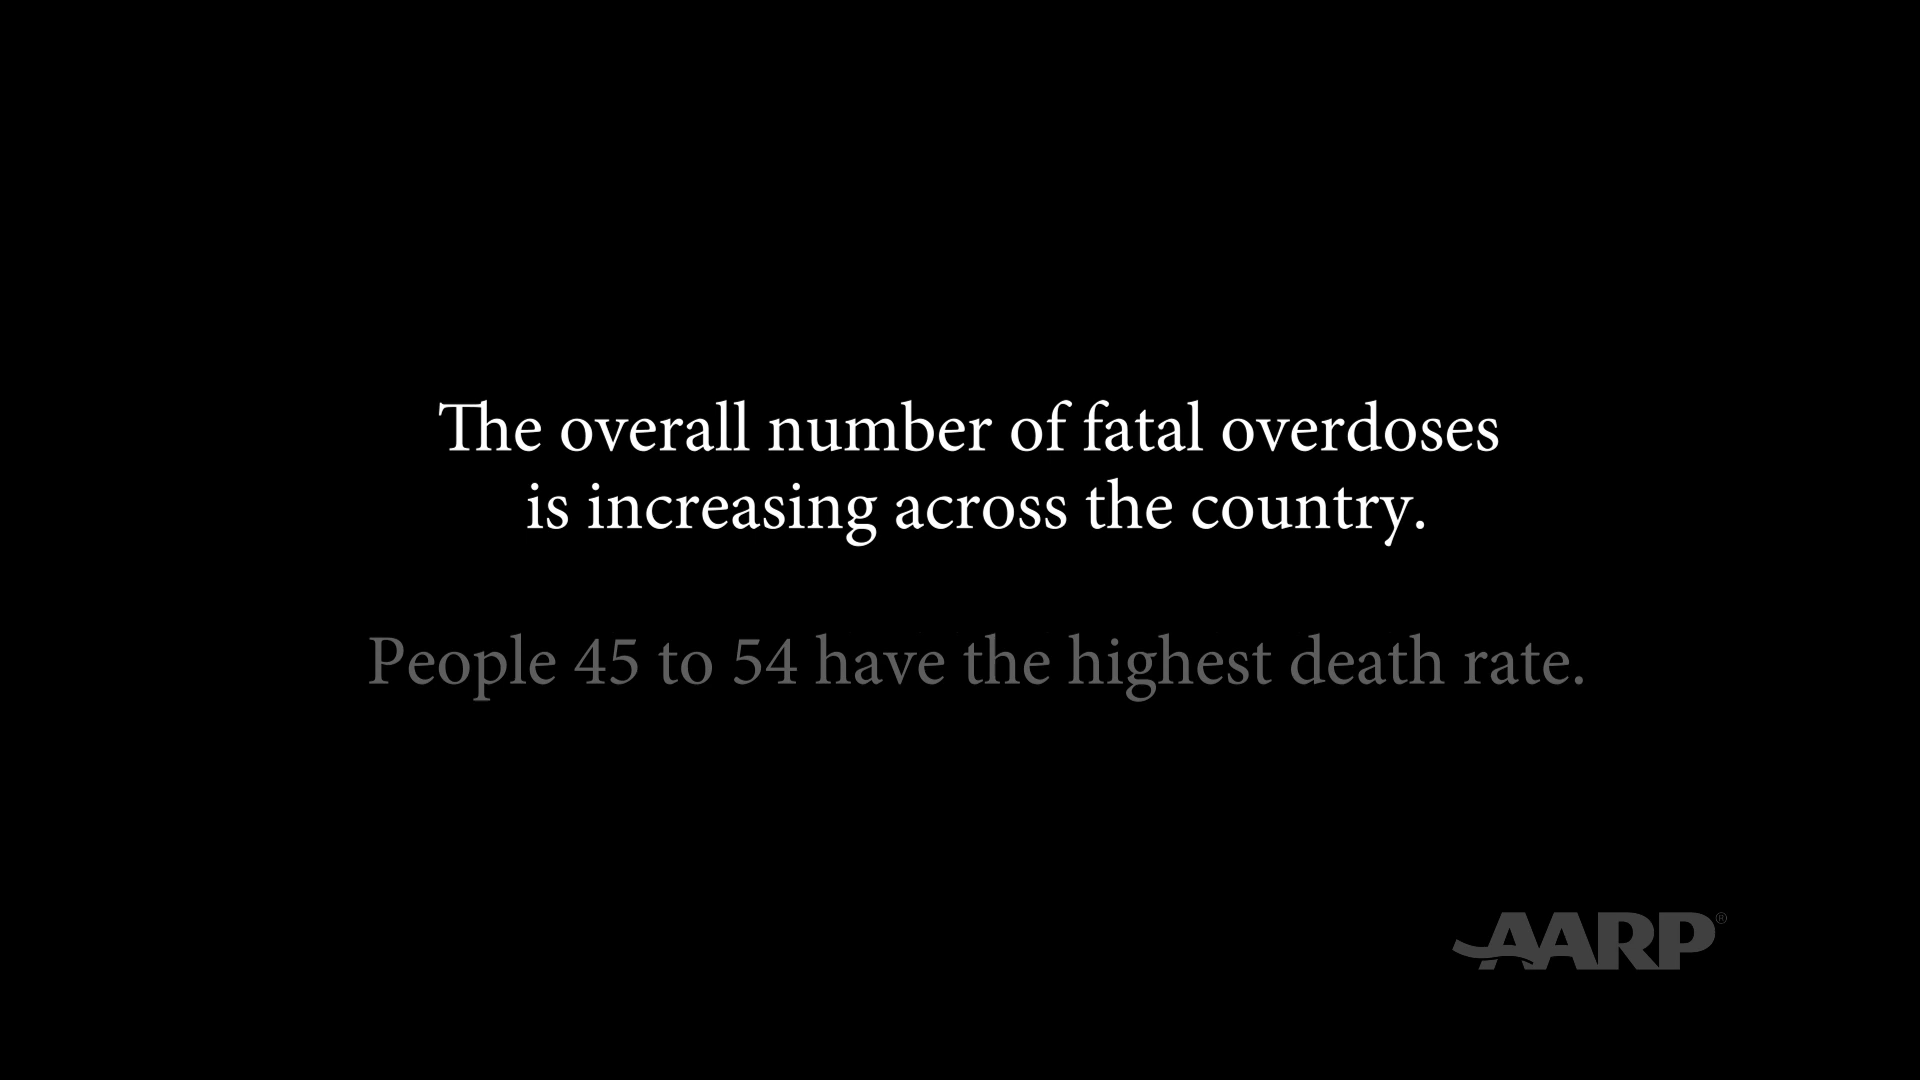 The overall number of fatal overdoses
is increasing across the country.
People 45 to 54 have the highest death rate.
AARP®